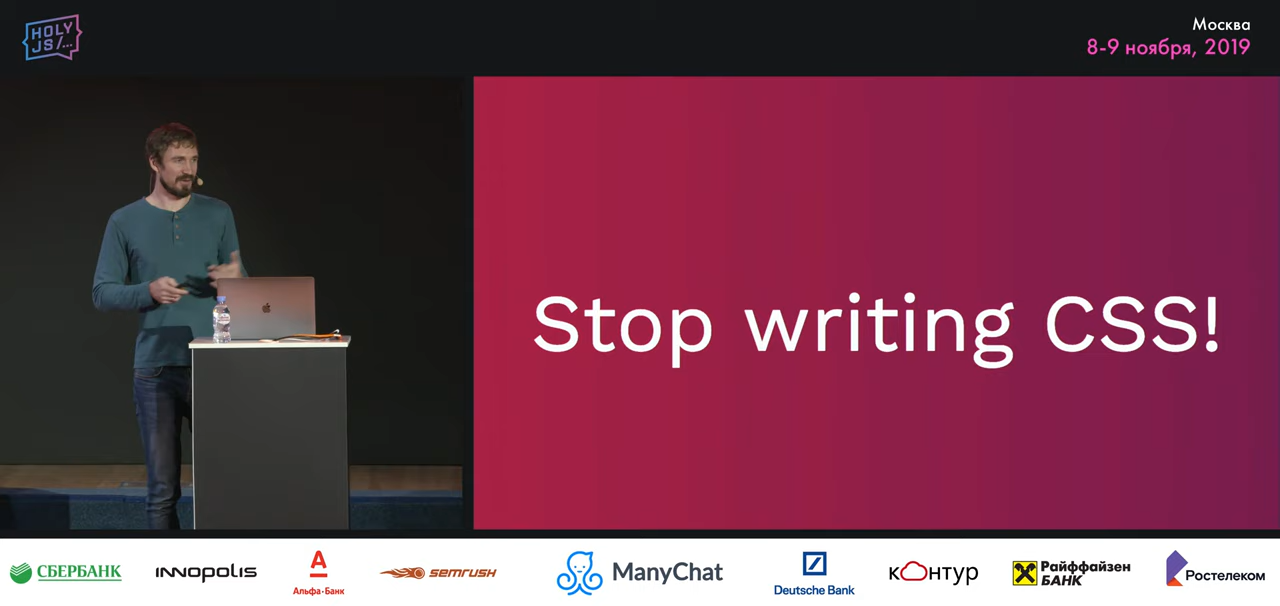 HOLY
JS/...
Москва
8-9 ноября, 2019
Stop writing CSS!
СБЕРБАНК
INNOPOLIS
А
Альфа·Банк
semrush
ManyChat
Deutsche Bank
кОнтур
Райффайзен
БАНК
Ростелеком